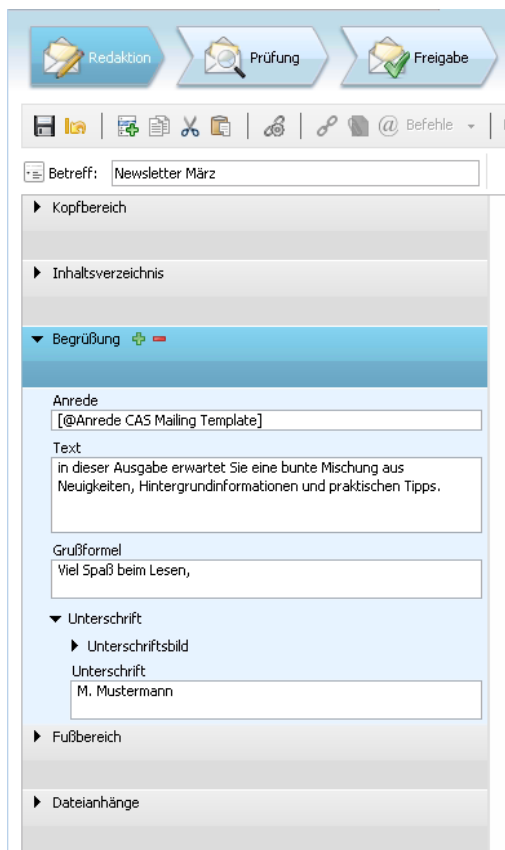 Redaktion
Prüfung
Freigabe
Befehle
Betreff: Newsletter März
Kopfbereich
Inhaltsverzeichnis
Begrüßung
Anrede
[@Anrede CAS Mailing Template]
Text
in dieser Ausgabe erwartet Sie eine bunte Mischung aus
Neuigkeiten, Hintergrundinformationen und praktischen Tipps.
Grußformel
Viel Spaß beim Lesen,
Unterschrift
Unterschriftsbild
Unterschrift
M. Mustermann
Fußbereich
Dateianhänge